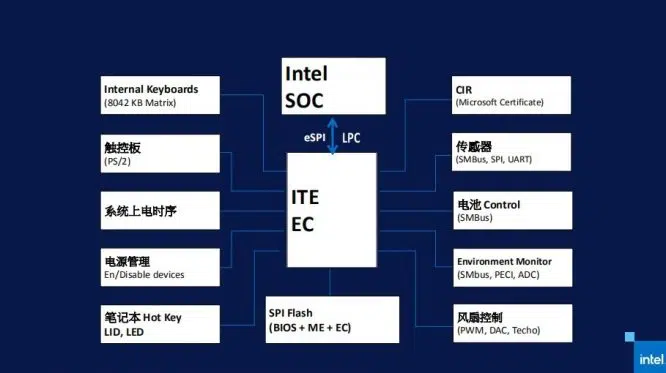 Intel
SOC
eSPI
LPC
ITE
EC
Internal Keyboards
(8042 KB Matrix)
触控板
(PS/2)
系统上电时序
电源管理
En/Disable devices
笔记本 Hot Key
LID, LED
SPI Flash
(BIOS + ME + EC)
CIR
(Microsoft Certificate)
传感器
(SMBus, SPI, UART)
电池 Control
(SMBus)
Environment Monitor
(SMbus, PECI, ADC)
风扇控制
(PWM, DAC, Techo)
intel